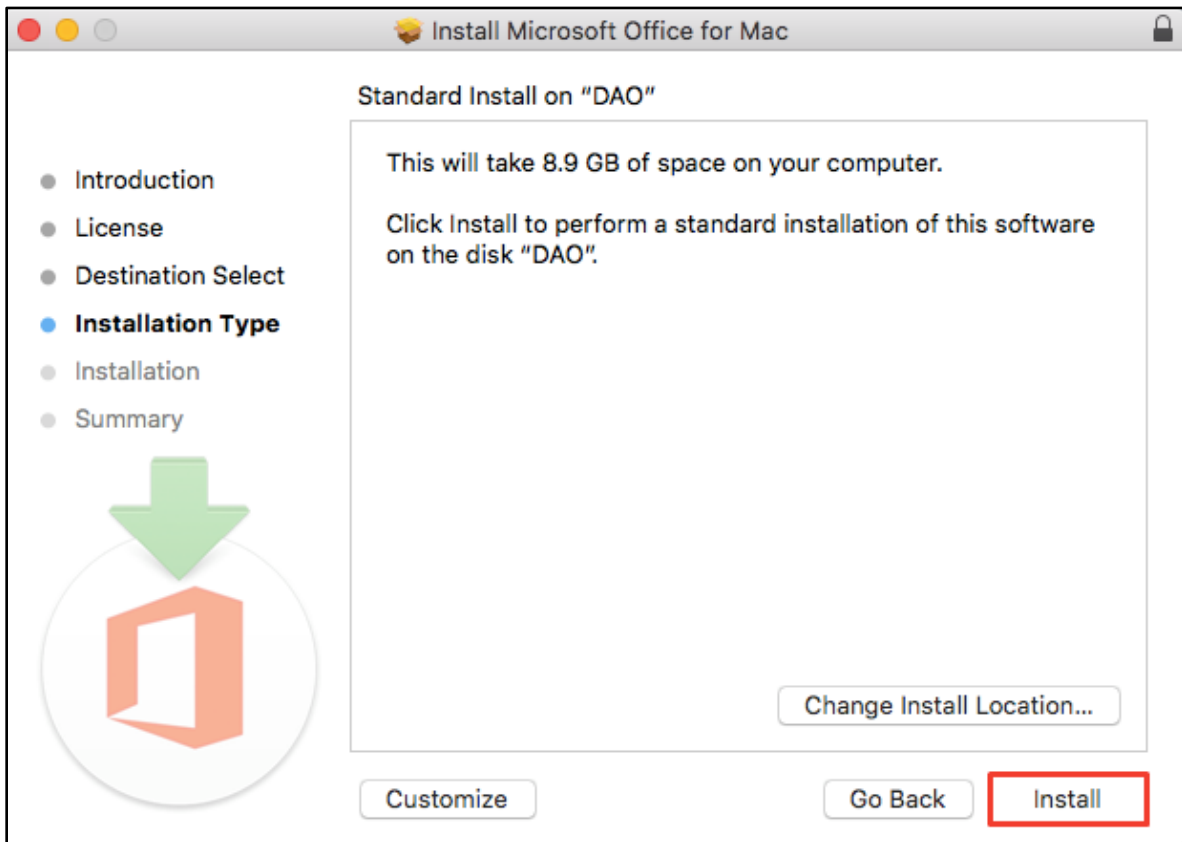 Install Microsoft Office for Mac
Standard Install on “DAO”
Introduction
License
Destination Select
Installation Type
Installation
Summary
This will take 8.9 GB of space on your computer.
Click Install to perform a standard installation of this software
on the disk “DAO”.
Change Install Location...
Customize
Go Back
Install